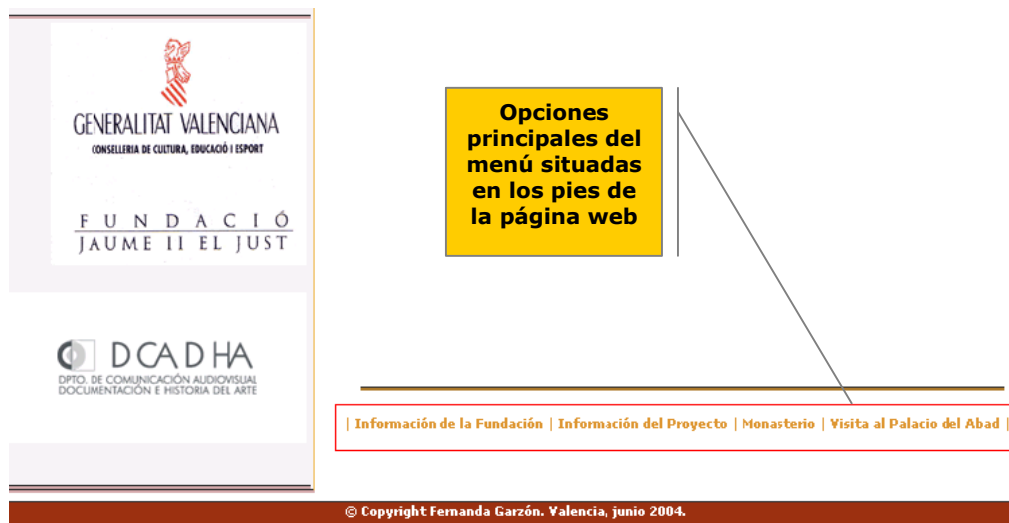 GENERALITAT VALENCIANA
CONSELLERIA DE CULTURA, EDUCACIÓ I ESPORT
FUNDACIÓ
JAUME II EL JUST
DCADHA
DPTO. DE COMUNICACIÓN AUDIOVISUAL
DOCUMENTACIÓN E HISTORIA DEL ARTE
Opciones
principales del
menú situadas
en los pies de
la página web
| Información de la Fundación | Información del Proyecto | Monasterio | Visita al Palacio del Abad |
© Copyright Fernanda Garzón. Valencia, junio 2004.